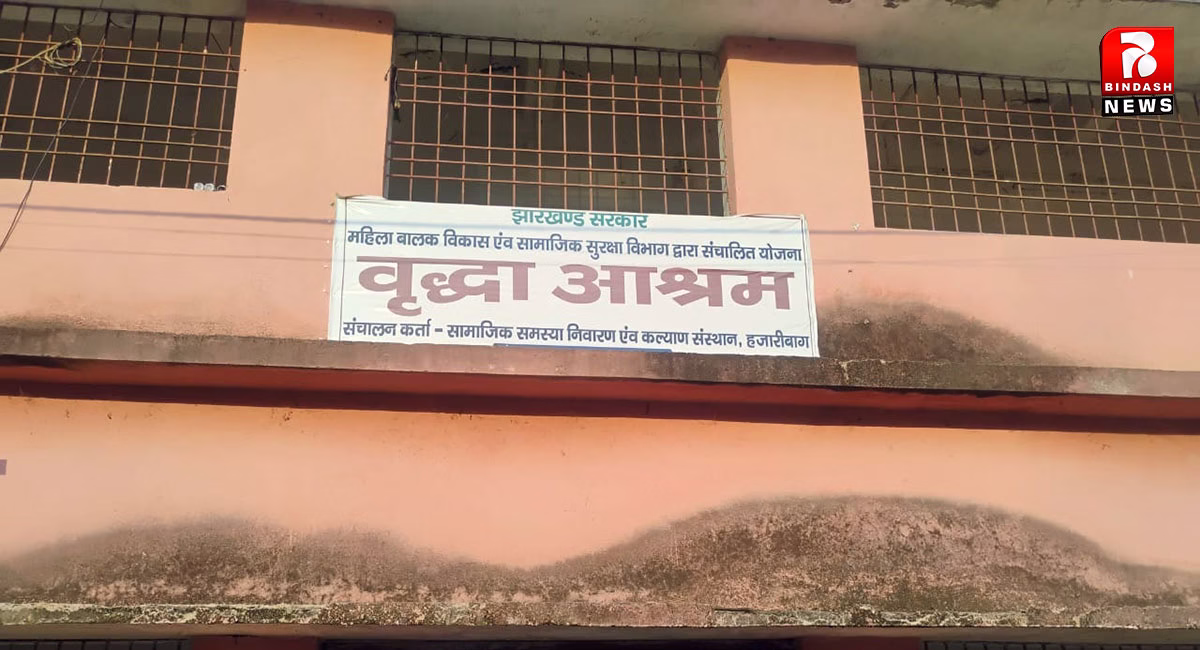 BINDASH
NEWS
झारखण्ड सरकार
महिला बालक विकास एंव सामाजिक सुरक्षा विभाग द्वारा संचालित योजना
वृद्धा आश्रम
संचालन कर्ता - सामाजिक समस्या निवारण एंव कल्याण संस्थान, हजारीबाग